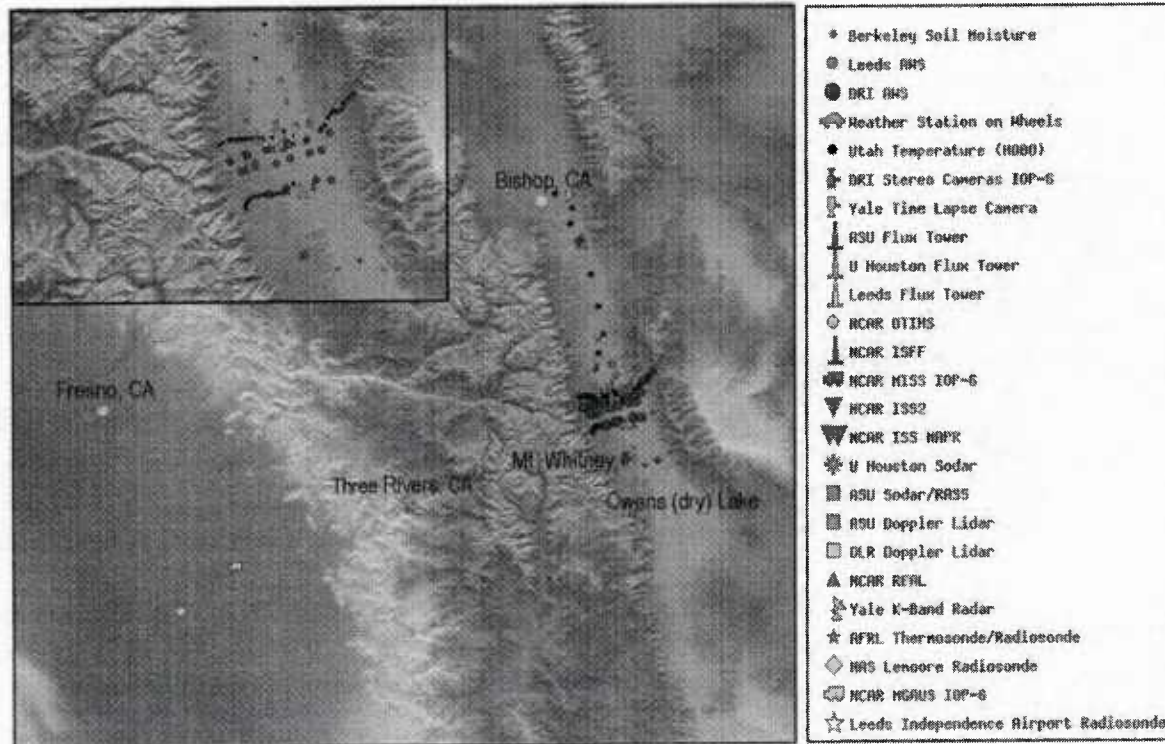 Bishop, CA
Fresno, CA
Mt. Whitney
Three Rivers, CA
Owens (dry) Lake
Berkeley Soil Moisture
Leeds AWS
DRI AWS
Weather Station on Wheels
Utah Temperature (HOBO)
DRI Stereo Cameras IOP-6
Yale Time Lapse Camera
ASU Flux Tower
U Houston Flux Tower
Leeds Flux Tower
NCAR OTIHS
NCAR ISFF
NCAR MISS IOP-6
NCAR ISS2
NCAR ISS MAPR
U Houston Sodar
ASU Sodar/RASS
ASU Doppler Lidar
DLR Doppler Lidar
NCAR REAL
Yale K-Band Radar
AFRL Thermosonde/Radiosonde
NAS Lemoore Radiosonde
NCAR MGAUS IOP-6
Leeds Independence Airport Radiosonde